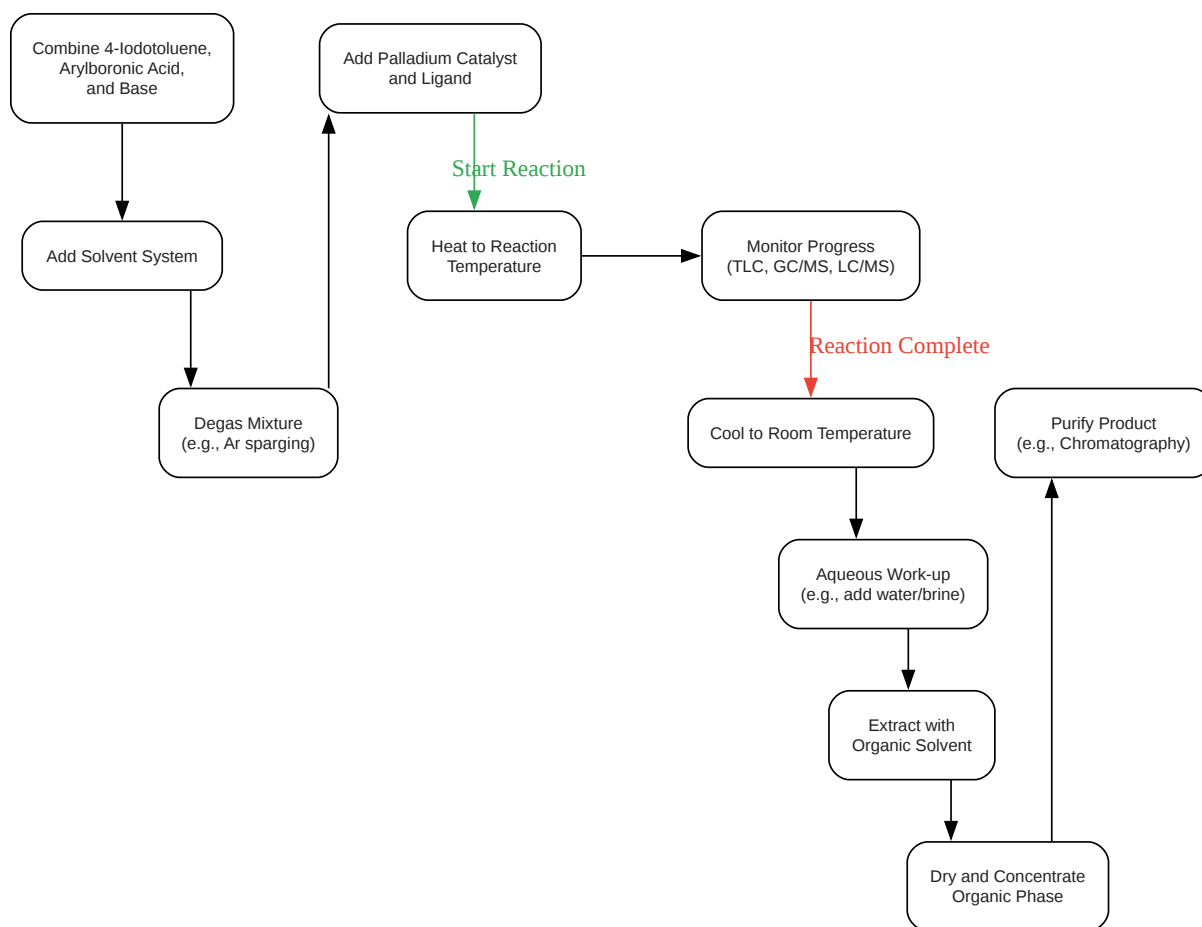 Combine 4-Iodotoluene,
Arylboronic Acid,
and Base
Add Solvent System
Degas Mixture
(e.g., Ar sparging)
Add Palladium Catalyst
and Ligand
Start Reaction
Heat to Reaction
Temperature
Monitor Progress
(TLC, GC/MS, LC/MS)
Reaction Complete
Cool to Room Temperature
Aqueous Work-up
(e.g., add water/brine)
Extract with
Organic Solvent
Dry and Concentrate
Organic Phase
Purify Product
(e.g., Chromatography)